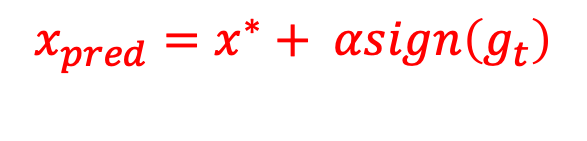 x_pred = x* + αsign(g_t)